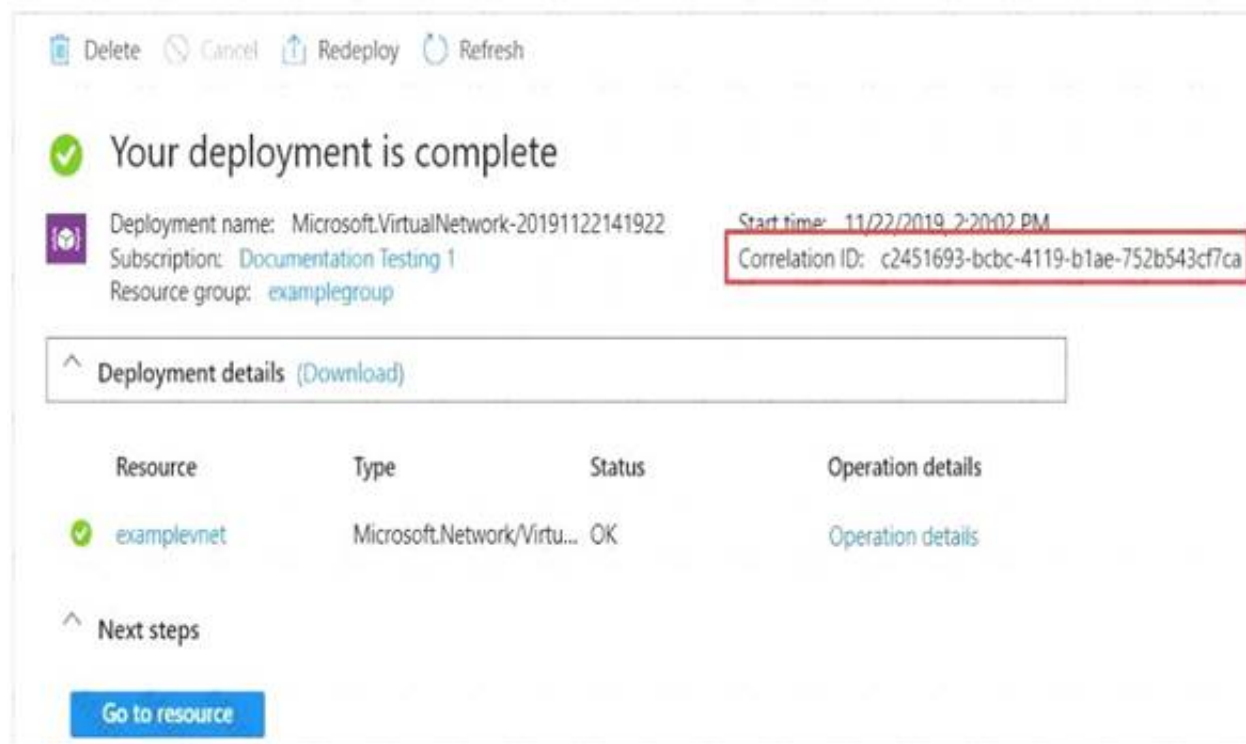 Delete Cancel Redeploy Refresh
Your deployment is complete
Deployment name: Microsoft.VirtualNetwork-20191122141922 Start time: 11/22/2019, 2:20:02 PM
Subscription: Documentation Testing 1 Correlation ID: c2451693-bcbc-4119-b1ae-752b543cf7ca
Resource group: examplegroup
Deployment details (Download)
Resource Type Status Operation details
examplevnet Microsoft.Network/Virtu... OK Operation details
Next steps
Go to resource